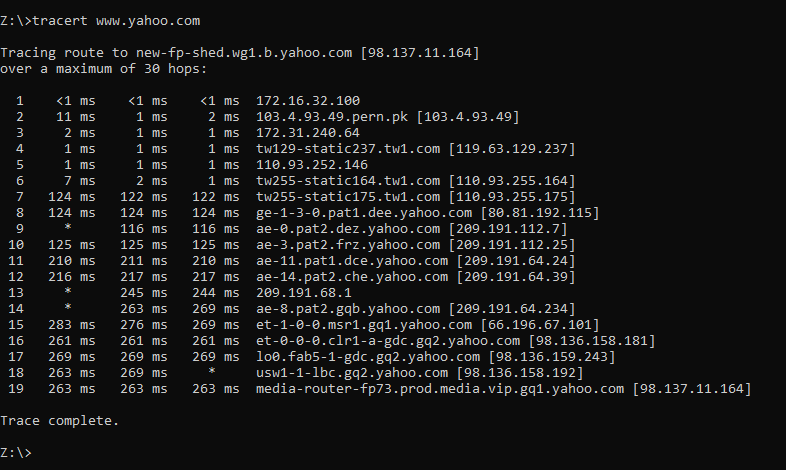 Z:\>tracert www.yahoo.com
Tracing route to new-fp-shed.wg1.b.yahoo.com [98.137.11.164]
over a maximum of 30 hops:
1 <1 ms <1 ms <1 ms 172.16.32.100
2 11 ms 1 ms 2 ms 103.4.93.49.pern.pk [103.4.93.49]
3 2 ms 1 ms 1 ms 172.31.240.64
4 1 ms 1 ms 1 ms tw129-static237.tw1.com [119.63.129.237]
5 1 ms 1 ms 1 ms 110.93.252.146
6 7 ms 2 ms 1 ms tw255-static164.tw1.com [110.93.255.164]
7 124 ms 122 ms 122 ms tw255-static175.tw1.com [110.93.255.175]
8 124 ms 124 ms 124 ms ge-1-3-0.pat1.dee.yahoo.com [80.81.192.115]
9 * 116 ms 116 ms ae-0.pat2.dez.yahoo.com [209.191.112.7]
10 125 ms 125 ms 125 ms ae-3.pat2.frz.yahoo.com [209.191.112.25]
11 210 ms 211 ms 210 ms ae-11.pat1.dce.yahoo.com [209.191.64.24]
12 216 ms 217 ms 217 ms ae-14.pat2.che.yahoo.com [209.191.64.39]
13 * 245 ms 244 ms 209.191.68.1
14 * 263 ms 269 ms ae-8.pat2.gqb.yahoo.com [209.191.64.234]
15 283 ms 276 ms 269 ms et-1-0-0.msr1.gq1.yahoo.com [66.196.67.101]
16 261 ms 261 ms 261 ms et-0-0-0.clr1-a-gdc.gq2.yahoo.com [98.136.158.181]
17 269 ms 269 ms 269 ms lo0.fab5-1-gdc.gq2.yahoo.com [98.136.159.243]
18 263 ms 269 ms * usw1-1-lbc.gq2.yahoo.com [98.136.158.192]
19 263 ms 263 ms 263 ms media-router-fp73.prod.media.vip.gq1.yahoo.com [98.137.11.164]
Trace complete.
Z:\>